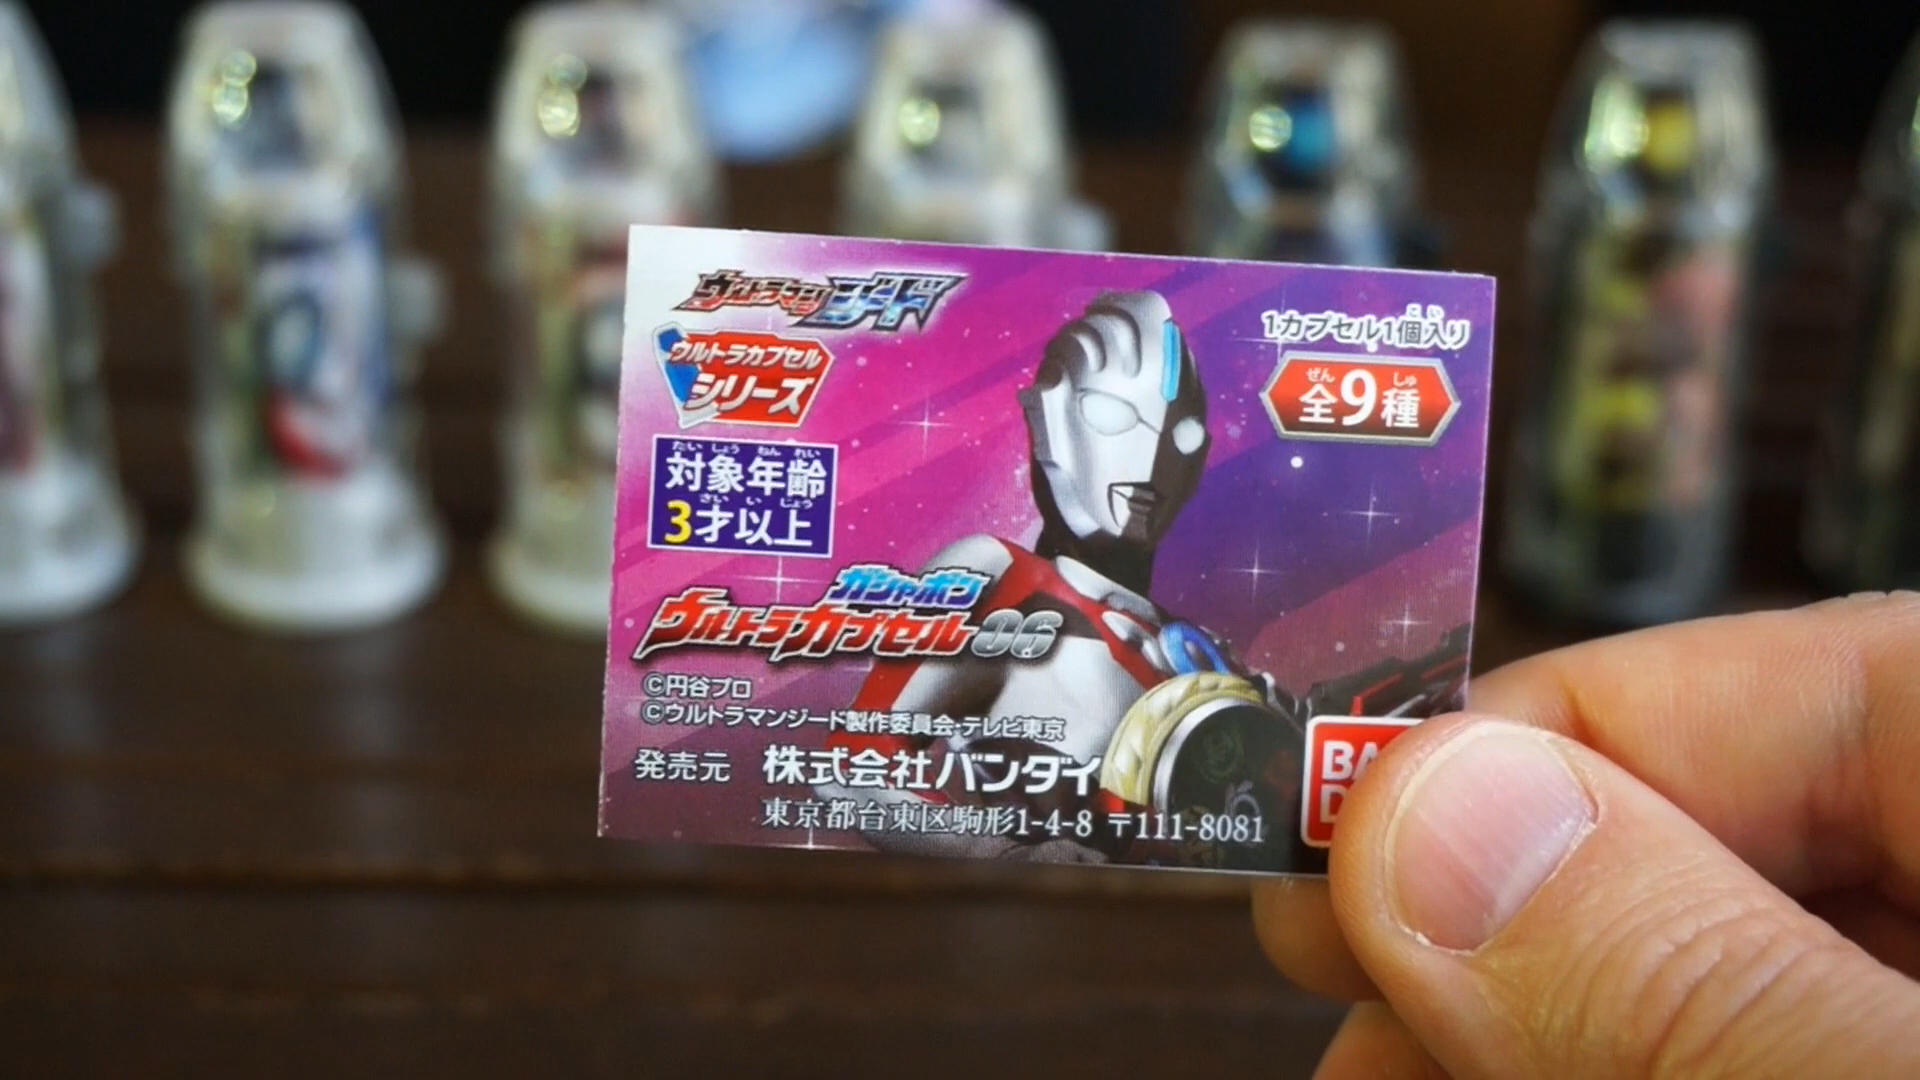 ウルトラマンジード
ウルトラカプセル
シリーズ
1カプセル1個入り
こい
ぜん しゅ
全9種
たい しょう ねん れい
対象年齢
さい い じょう
3才以上
ガシャポン
ウルトラカプセル06
©円谷プロ
©ウルトラマンジード製作委員会・テレビ東京
発売元 株式会社バンダイ
東京都台東区駒形1-4-8 〒111-8081